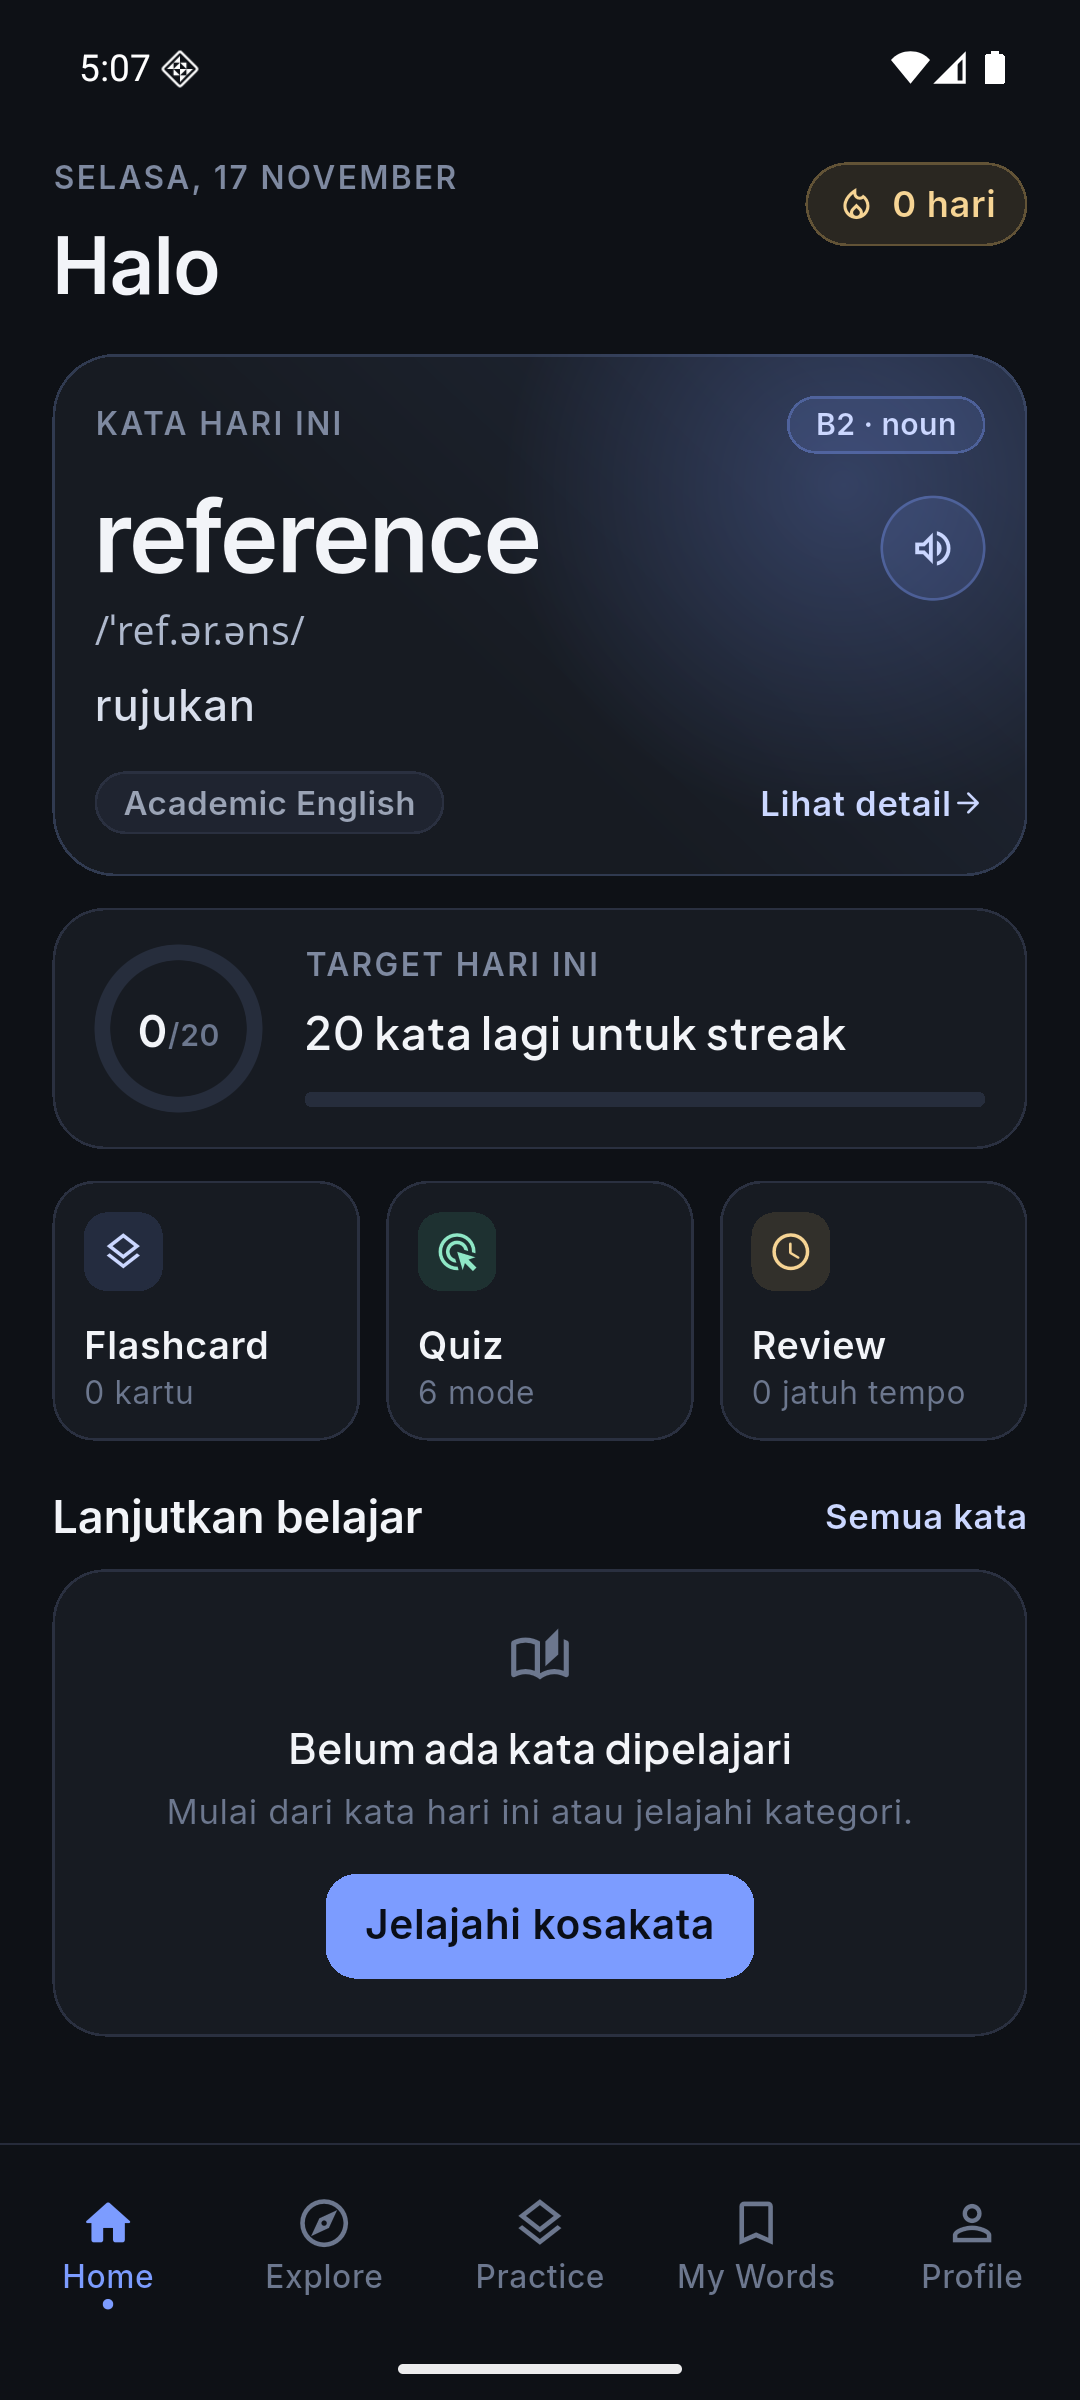 5:07
SELASA, 17 NOVEMBER
0 hari
Halo
KATA HARI INI
B2 · noun
reference
/ˈref.ər.əns/
rujukan
Academic English
Lihat detail→
TARGET HARI INI
0/20
20 kata lagi untuk streak
Flashcard
0 kartu
Quiz
6 mode
Review
0 jatuh tempo
Lanjutkan belajar
Semua kata
Belum ada kata dipelajari
Mulai dari kata hari ini atau jelajahi kategori.
Jelajahi kosakata
Home
Explore
Practice
My Words
Profile